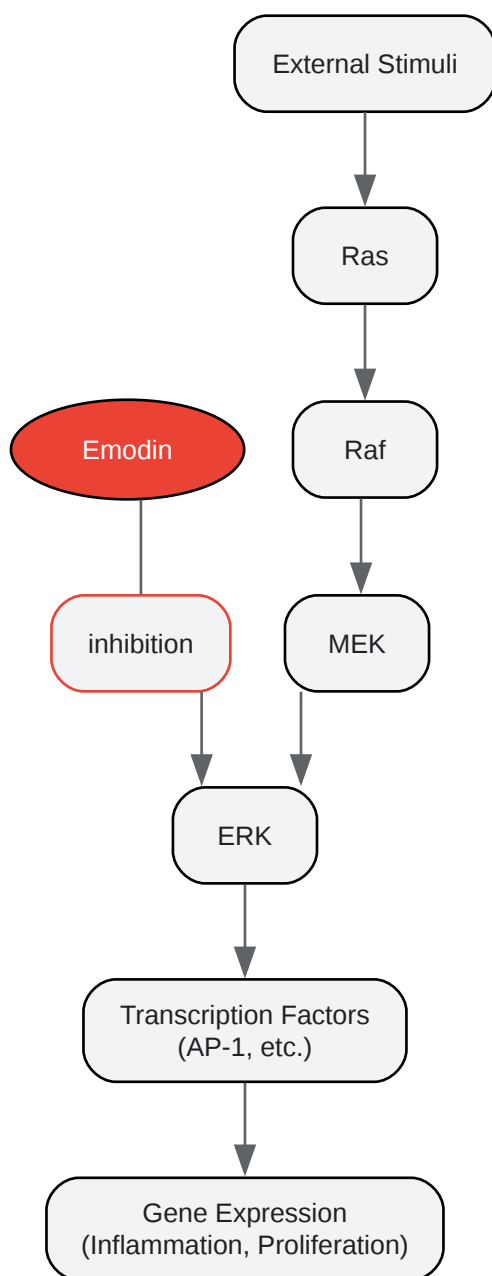 External Stimuli
Ras
Emodin
Raf
inhibition
MEK
ERK
Transcription Factors
(AP-1, etc.)
Gene Expression
(Inflammation, Proliferation)